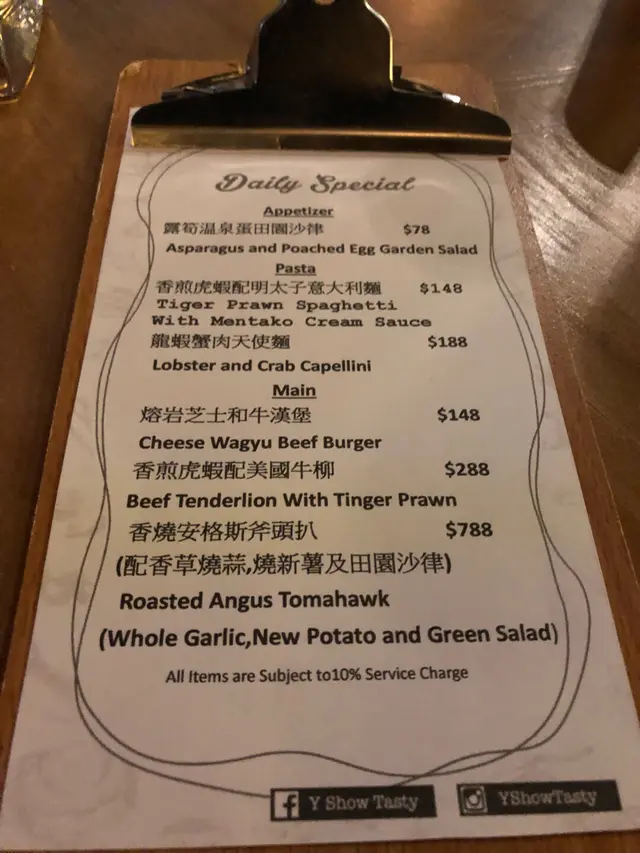 Daily Special
Appetizer
露筍温泉蛋田園沙律 $78
Asparagus and Poached Egg Garden Salad
Pasta
香煎虎蝦配明太子意大利麵 $148
Tiger Prawn Spaghetti
With Mentako Cream Sauce
龍蝦蟹肉天使麵 $188
Lobster and Crab Capellini
Main
熔岩芝士和牛漢堡 $148
Cheese Wagyu Beef Burger
香煎虎蝦配美國牛柳 $288
Beef Tenderlion With Tinger Prawn
香燒安格斯斧頭扒 $788
(配香草燒蒜,燒新薯及田園沙律)
Roasted Angus Tomahawk
(Whole Garlic,New Potato and Green Salad)
All Items are Subject to10% Service Charge
Y Show Tasty YShowTasty